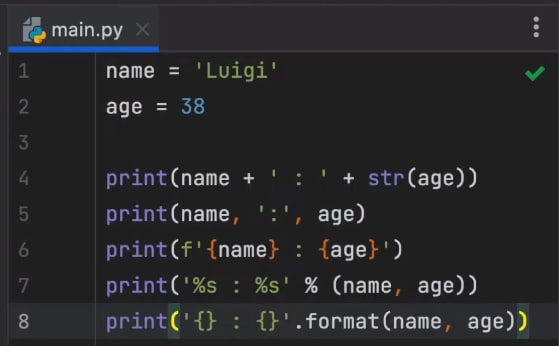 main.py
1 name = 'Luigi'
2 age = 38
3
4 print(name + ' : ' + str(age))
5 print(name, ':', age)
6 print(f'{name} : {age}')
7 print('%s : %s' % (name, age))
8 print('{} : {}'.format(name, age))